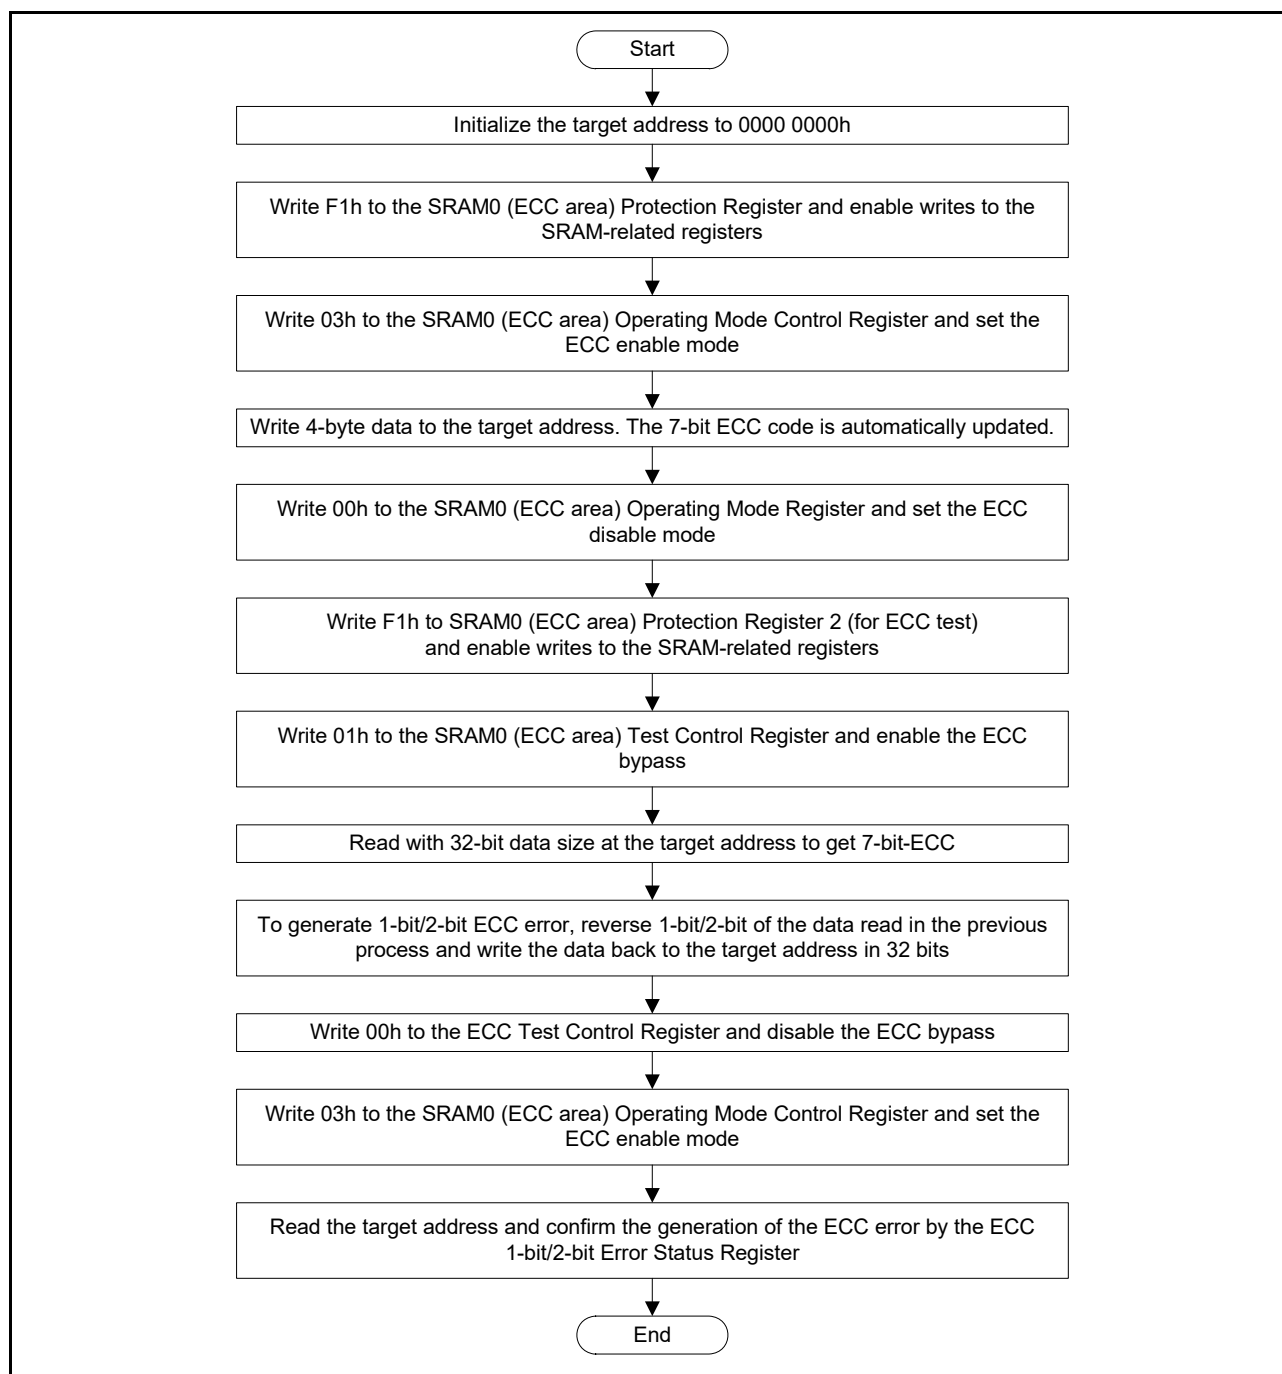 Start
Initialize the target address to 0000 0000h
Write F1h to the SRAM0 (ECC area) Protection Register and enable writes to the
SRAM-related registers
Write 03h to the SRAM0 (ECC area) Operating Mode Control Register and set the
ECC enable mode
Write 4-byte data to the target address. The 7-bit ECC code is automatically updated.
Write 00h to the SRAM0 (ECC area) Operating Mode Register and set the ECC
disable mode
Write F1h to SRAM0 (ECC area) Protection Register 2 (for ECC test)
and enable writes to the SRAM-related registers
Write 01h to the SRAM0 (ECC area) Test Control Register and enable the ECC
bypass
Read with 32-bit data size at the target address to get 7-bit-ECC
To generate 1-bit/2-bit ECC error, reverse 1-bit/2-bit of the data read in the previous
process and write the data back to the target address in 32 bits
Write 00h to the ECC Test Control Register and disable the ECC bypass
Write 03h to the SRAM0 (ECC area) Operating Mode Control Register and set the
ECC enable mode
Read the target address and confirm the generation of the ECC error by the ECC
1-bit/2-bit Error Status Register
End